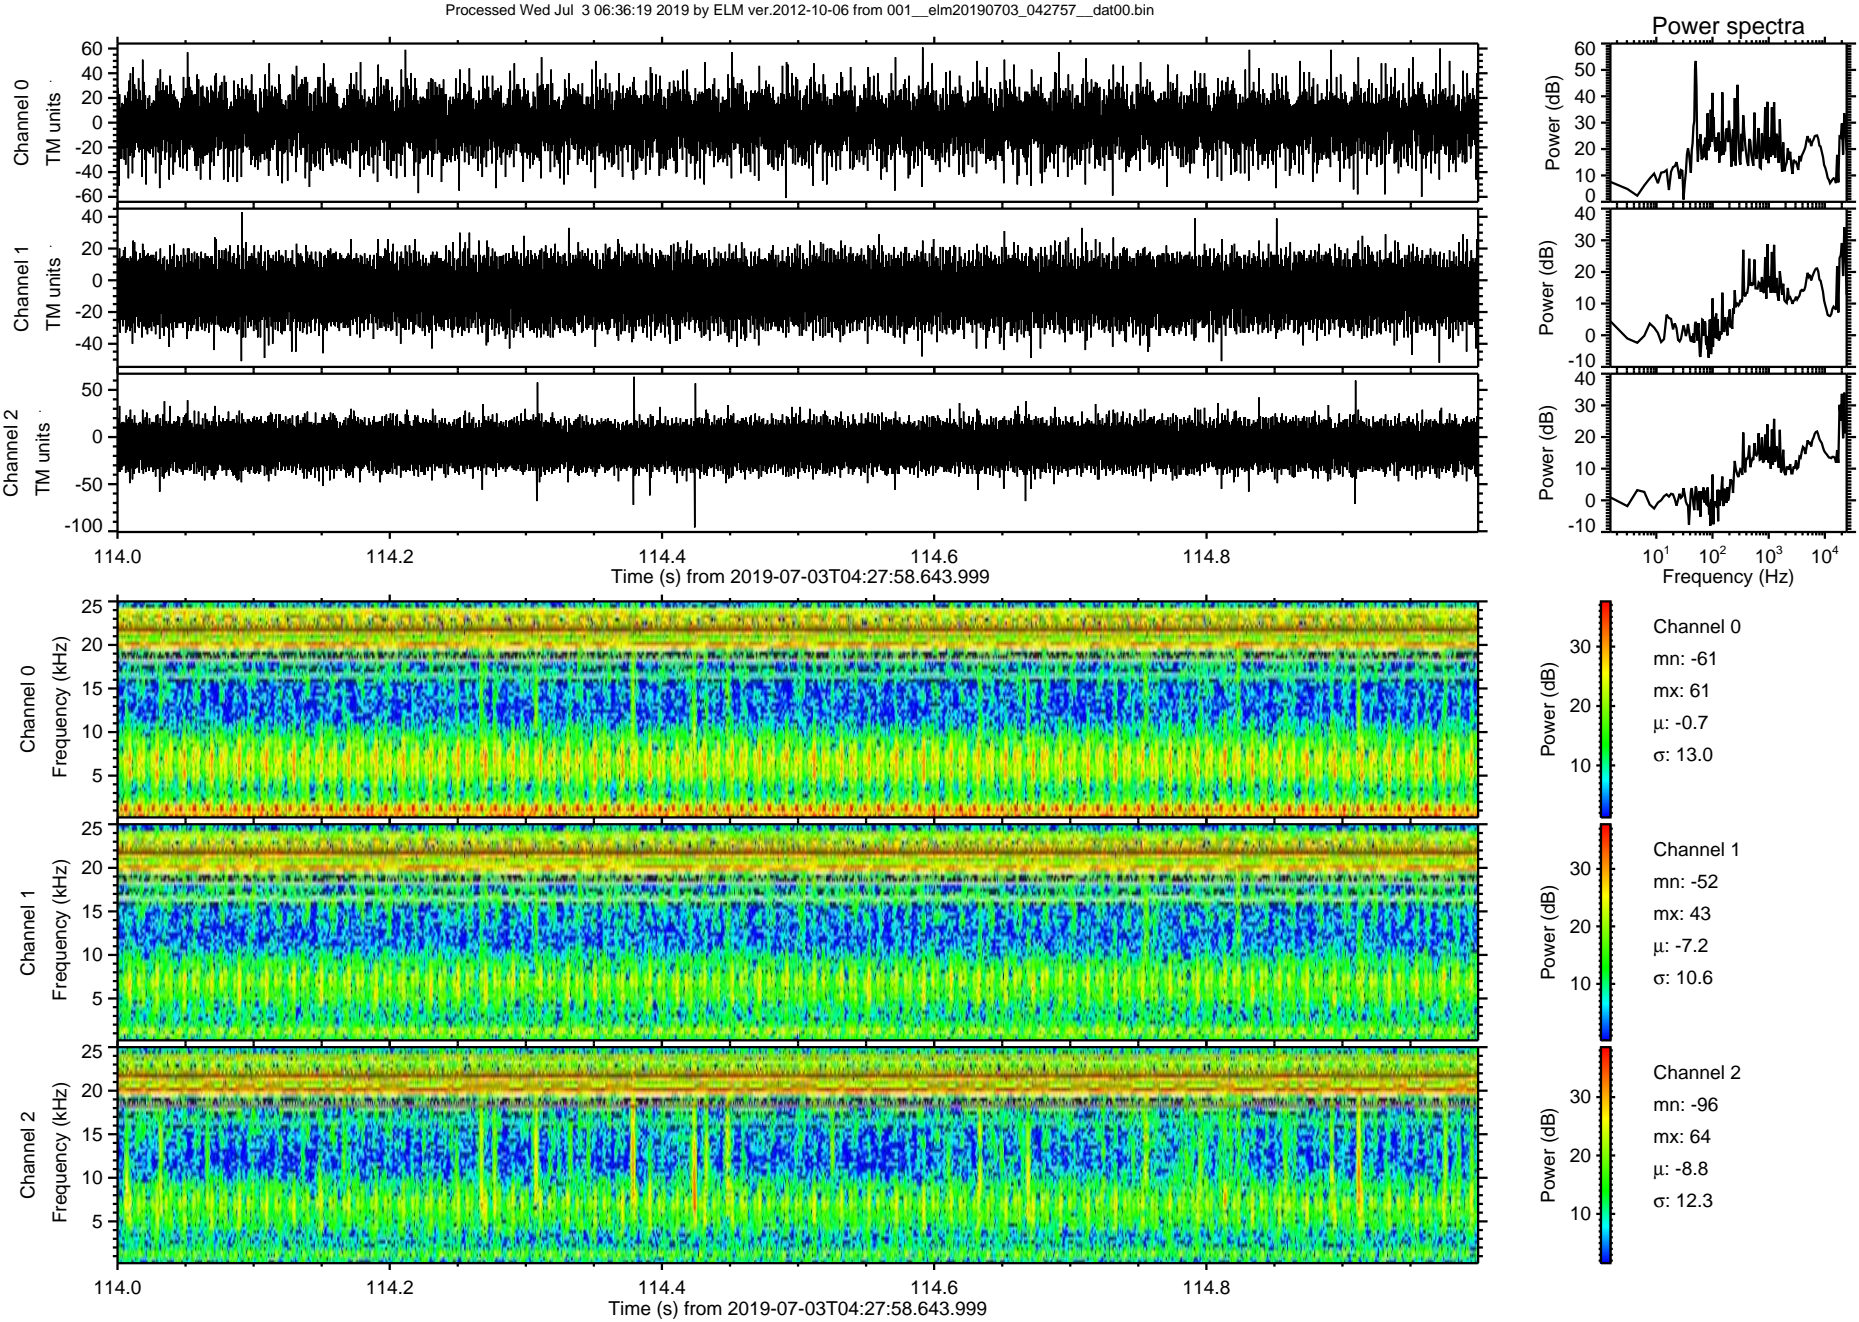 Processed Wed Jul  3 06:36:19 2019 by ELM ver.2012-10-06 from 001__elm20190703_042757__dat00.bin
Power spectra
Channel 0
TM units
60
40
20
0
-20
-40
-60
Power (dB)
60
50
40
30
20
10
0
Channel 1
TM units
40
20
0
-20
-40
Power (dB)
40
30
20
10
0
-10
Channel 2
TM units
50
0
-50
-100
Power (dB)
40
30
20
10
0
-10
114.0 114.2 114.4 114.6 114.8
Time (s) from 2019-07-03T04:27:58.643.999
10¹ 10² 10³ 10⁴
Frequency (Hz)
Channel 0
Frequency (kHz)
25
20
15
10
5
Power (dB)
30
20
10
Channel 0
mn: -61
mx: 61
μ: -0.7
σ: 13.0
Channel 1
Frequency (kHz)
25
20
15
10
5
Power (dB)
30
20
10
Channel 1
mn: -52
mx: 43
μ: -7.2
σ: 10.6
Channel 2
Frequency (kHz)
25
20
15
10
5
Power (dB)
30
20
10
Channel 2
mn: -96
mx: 64
μ: -8.8
σ: 12.3
114.0 114.2 114.4 114.6 114.8
Time (s) from 2019-07-03T04:27:58.643.999